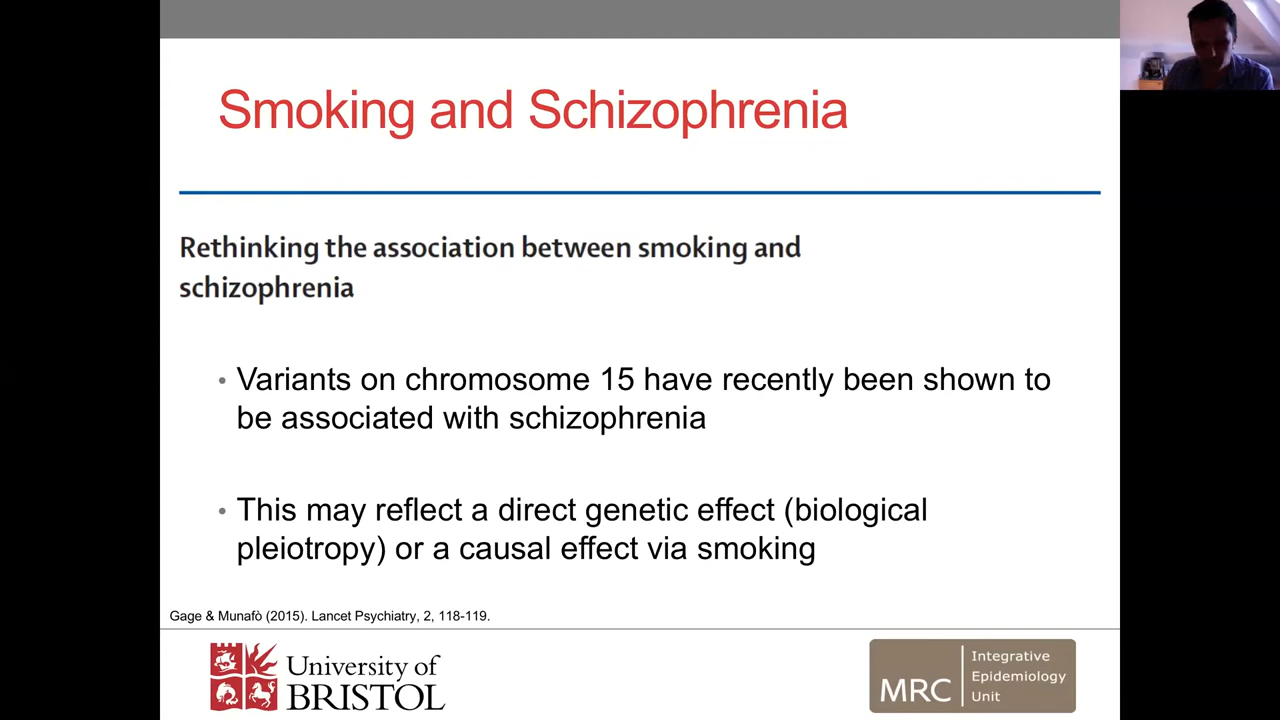 Smoking and Schizophrenia
Rethinking the association between smoking and
schizophrenia
• Variants on chromosome 15 have recently been shown to
be associated with schizophrenia
• This may reflect a direct genetic effect (biological
pleiotropy) or a causal effect via smoking
Gage & Munafò (2015). Lancet Psychiatry, 2, 118-119.
University of
BRISTOL
MRC
Integrative
Epidemiology
Unit